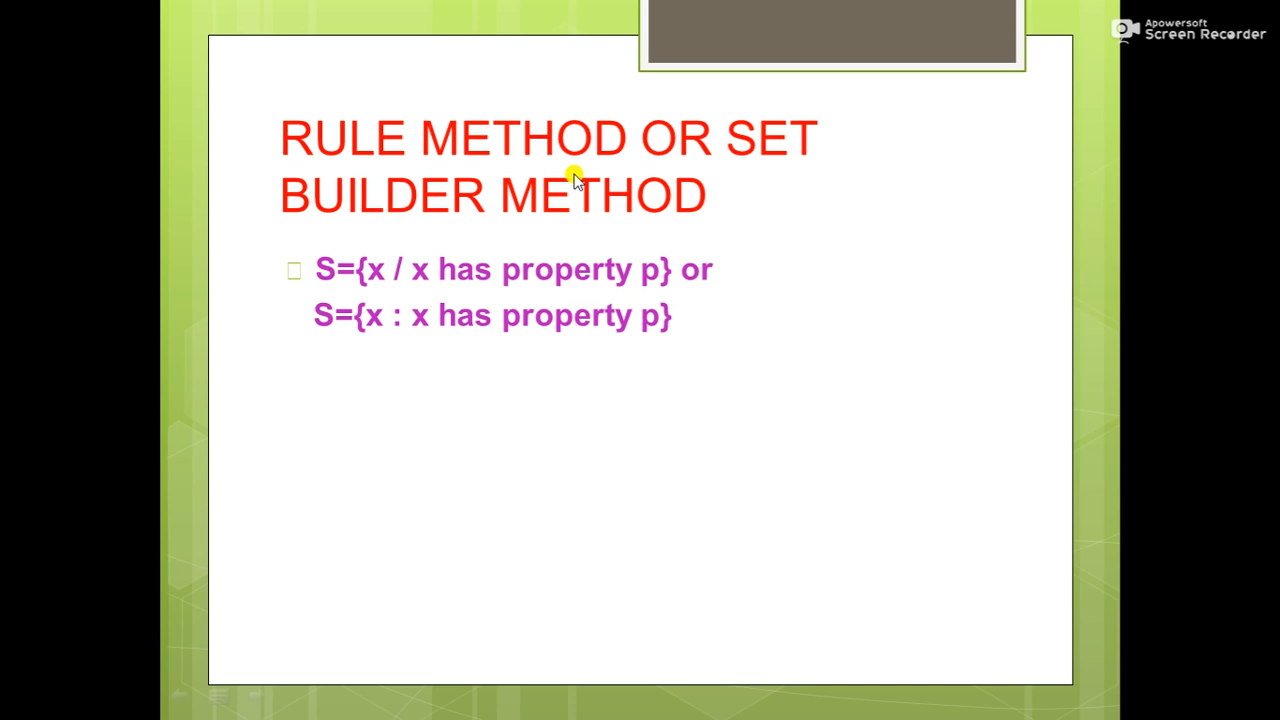 Apowersoft
Screen Recorder
RULE METHOD OR SET
BUILDER METHOD
S={x / x has property p} or
S={x : x has property p}